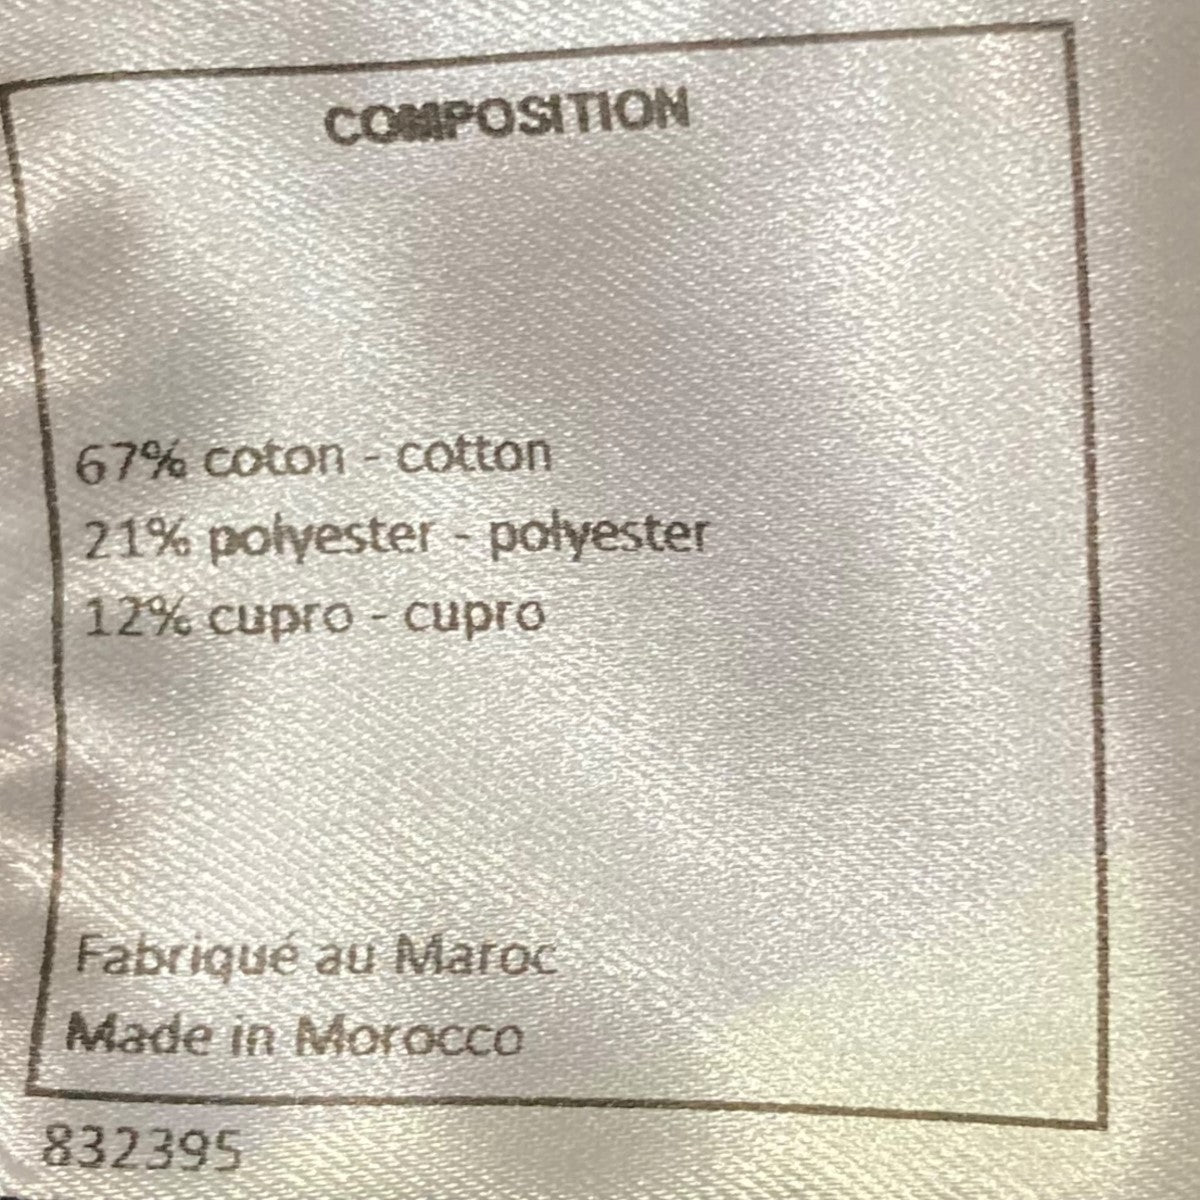 COMPOSITION
67% coton - cotton
21% polyester - polyester
12% cupro - cupro
Fabriqué au Maroc
Made in Morocco
832395